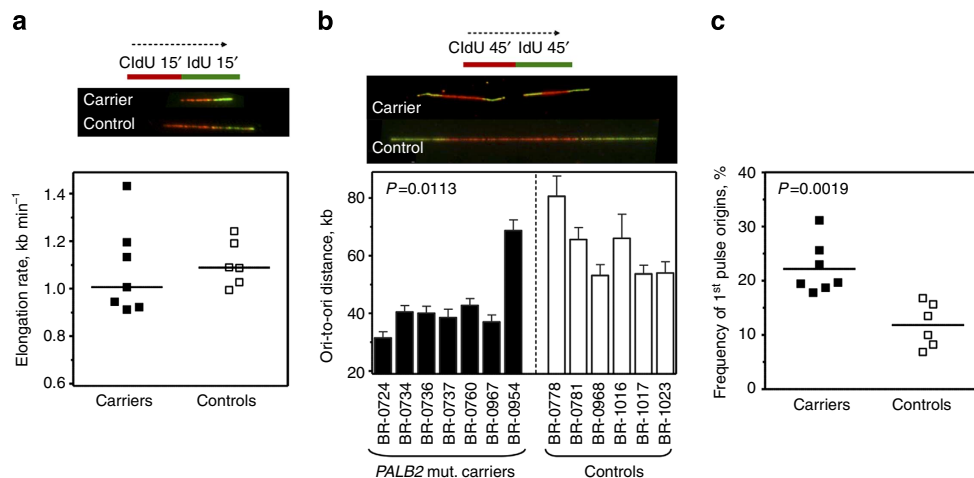 a
CldU 15′ IdU 15′
Carrier
Control
Elongation rate, kb min⁻¹
1.4
1.2
1.0
0.8
0.6
Carriers Controls
b
CldU 45′ IdU 45′
Carrier
Control
P=0.0113
Ori-to-ori distance, kb
80
60
40
20
BR-0724
BR-0734
BR-0736
BR-0737
BR-0760
BR-0967
BR-0954
BR-0778
BR-0781
BR-0968
BR-1016
BR-1017
BR-1023
PALB2 mut. carriers Controls
c
P=0.0019
Frequency of 1st pulse origins, %
40
30
20
10
0
Carriers Controls